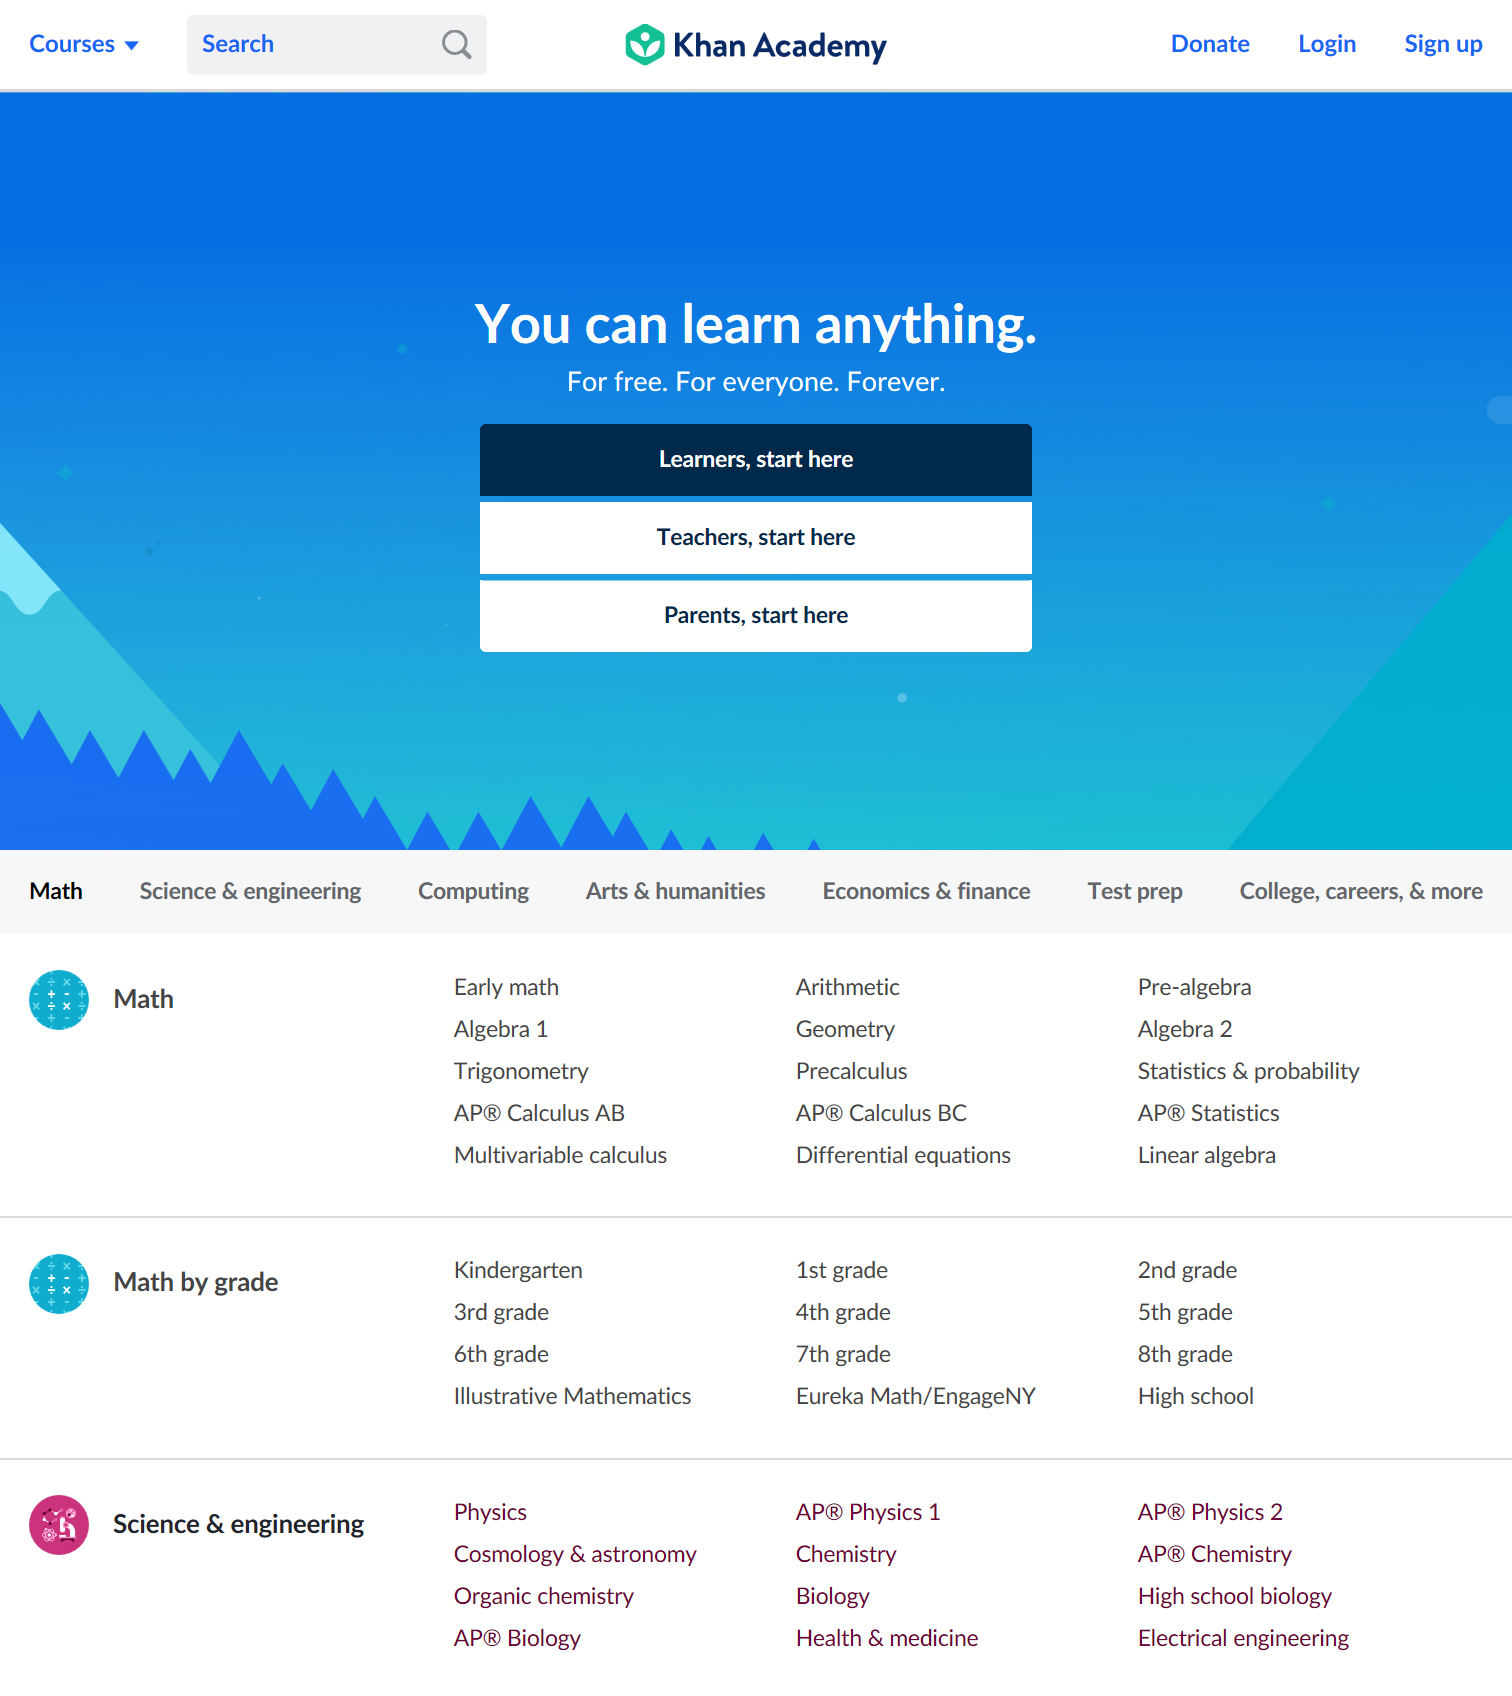 Courses
Search
Khan Academy
Donate
Login
Sign up
You can learn anything.
For free. For everyone. Forever.
Learners, start here
Teachers, start here
Parents, start here
Math
Science & engineering
Computing
Arts & humanities
Economics & finance
Test prep
College, careers, & more
Math
Early math
Arithmetic
Pre-algebra
Algebra 1
Geometry
Algebra 2
Trigonometry
Precalculus
Statistics & probability
AP® Calculus AB
AP® Calculus BC
AP® Statistics
Multivariable calculus
Differential equations
Linear algebra
Math by grade
Kindergarten
1st grade
2nd grade
3rd grade
4th grade
5th grade
6th grade
7th grade
8th grade
Illustrative Mathematics
Eureka Math/EngageNY
High school
Science & engineering
Physics
AP® Physics 1
AP® Physics 2
Cosmology & astronomy
Chemistry
AP® Chemistry
Organic chemistry
Biology
High school biology
AP® Biology
Health & medicine
Electrical engineering